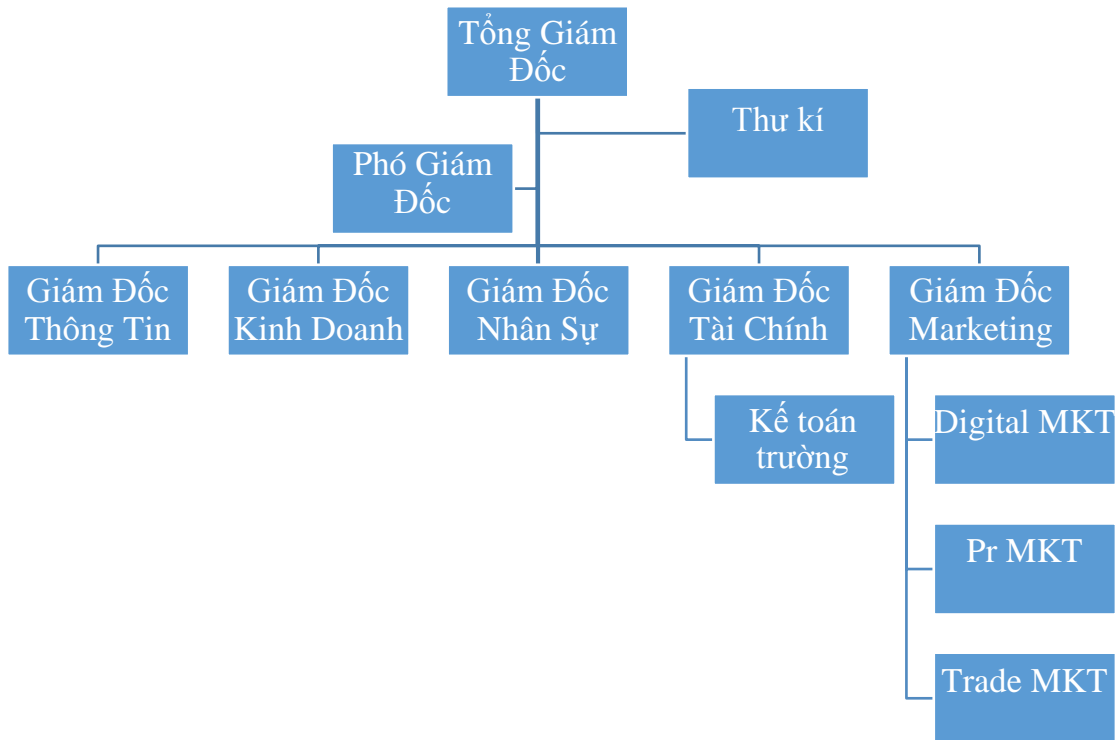 Tổng Giám
Đốc
Thư kí
Phó Giám
Đốc
Giám Đốc
Thông Tin
Giám Đốc
Kinh Doanh
Giám Đốc
Nhân Sự
Giám Đốc
Tài Chính
Giám Đốc
Marketing
Kế toán
trường
Digital MKT
Pr MKT
Trade MKT